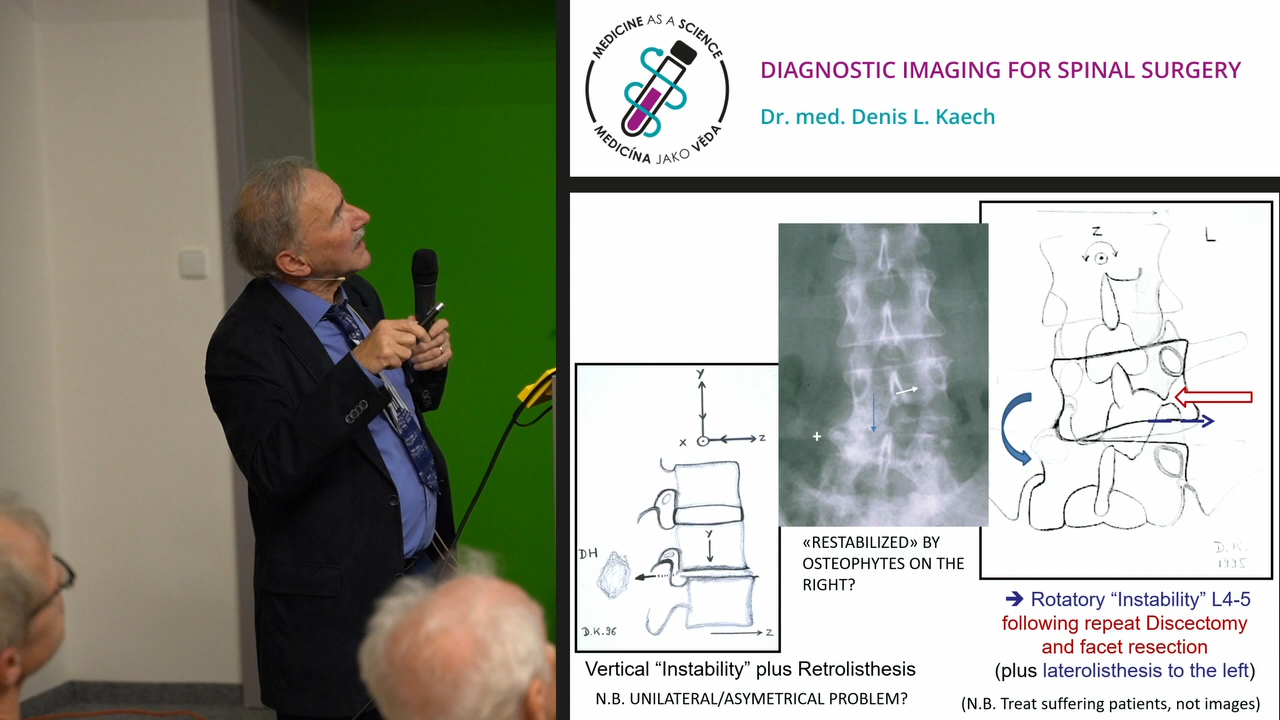 MEDICINE AS A SCIENCE
MEDICÍNA JAKO VĚDA
DIAGNOSTIC IMAGING FOR SPINAL SURGERY
Dr. med. Denis L. Kaech
Y
X
Z
Y
DH
D.K.96
Z
Vertical “Instability” plus Retrolisthesis
N.B. UNILATERAL/ASYMETRICAL PROBLEM?
+
«RESTABILIZED» BY
OSTEOPHYTES ON THE
RIGHT?
X
Z
L
D.K.
1995
➔ Rotatory “Instability” L4-5
following repeat Discectomy
and facet resection
(plus laterolisthesis to the left)
(N.B. Treat suffering patients, not images)